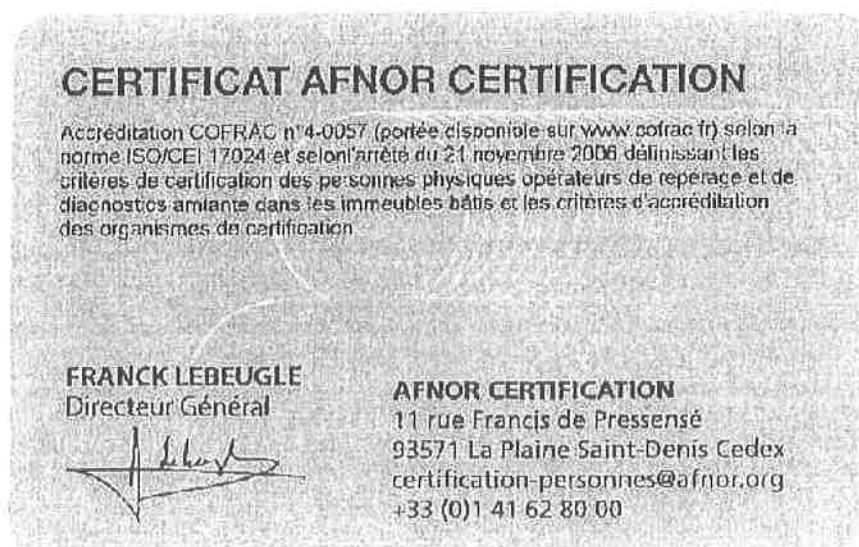 CERTIFICAT AFNOR CERTIFICATION
Accréditation COFRAC n°4-0057 (portée disponible sur www.cofrac.fr) selon la
norme ISO/CEI 17024 et selon l'arrêté du 21 novembre 2006 définissant les
critères de certification des personnes physiques opérateurs de repérage et de
diagnostics amiante dans les immeubles bâtis et les critères d'accréditation
des organismes de certification
FRANCK LEBEUGLE
Directeur Général
AFNOR CERTIFICATION
11 rue Francis de Pressensé
93571 La Plaine Saint-Denis Cedex
certification-personnes@afnor.org
+33 (0)1 41 62 80 00